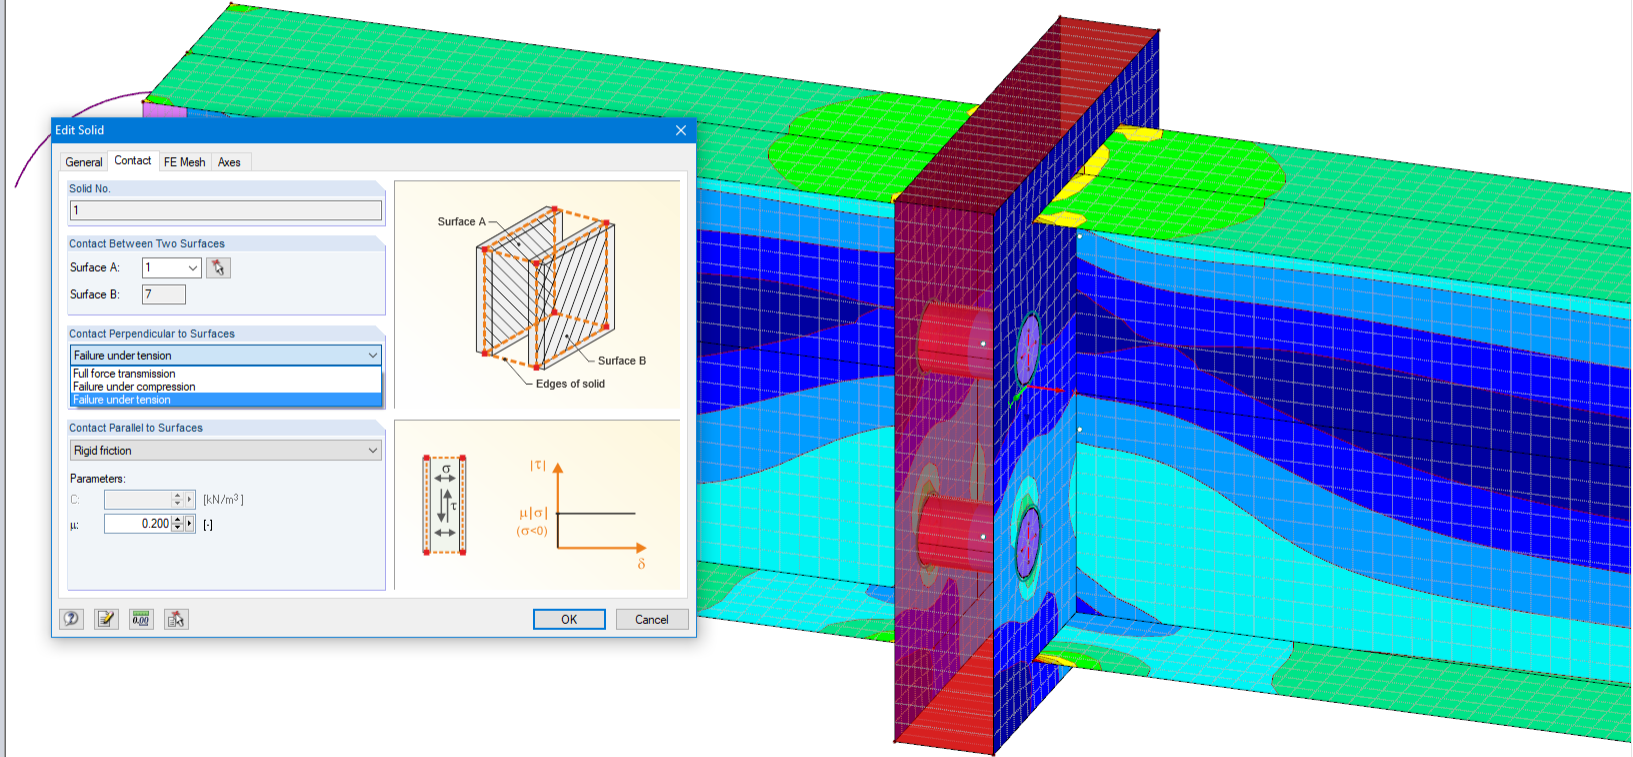 Edit Solid
General Contact FE Mesh Axes
Solid No.
1
Contact Between Two Surfaces
Surface A: 1
Surface B: 7
Contact Perpendicular to Surfaces
Failure under tension
Full force transmission
Failure under compression
Failure under tension
Contact Parallel to Surfaces
Rigid friction
Parameters:
C: [kN/m³]
μ: 0.200 [-]
Surface A
Surface B
Edges of solid
σ
τ
|τ|
μ|σ|
(σ<0)
δ
0.00
OK Cancel